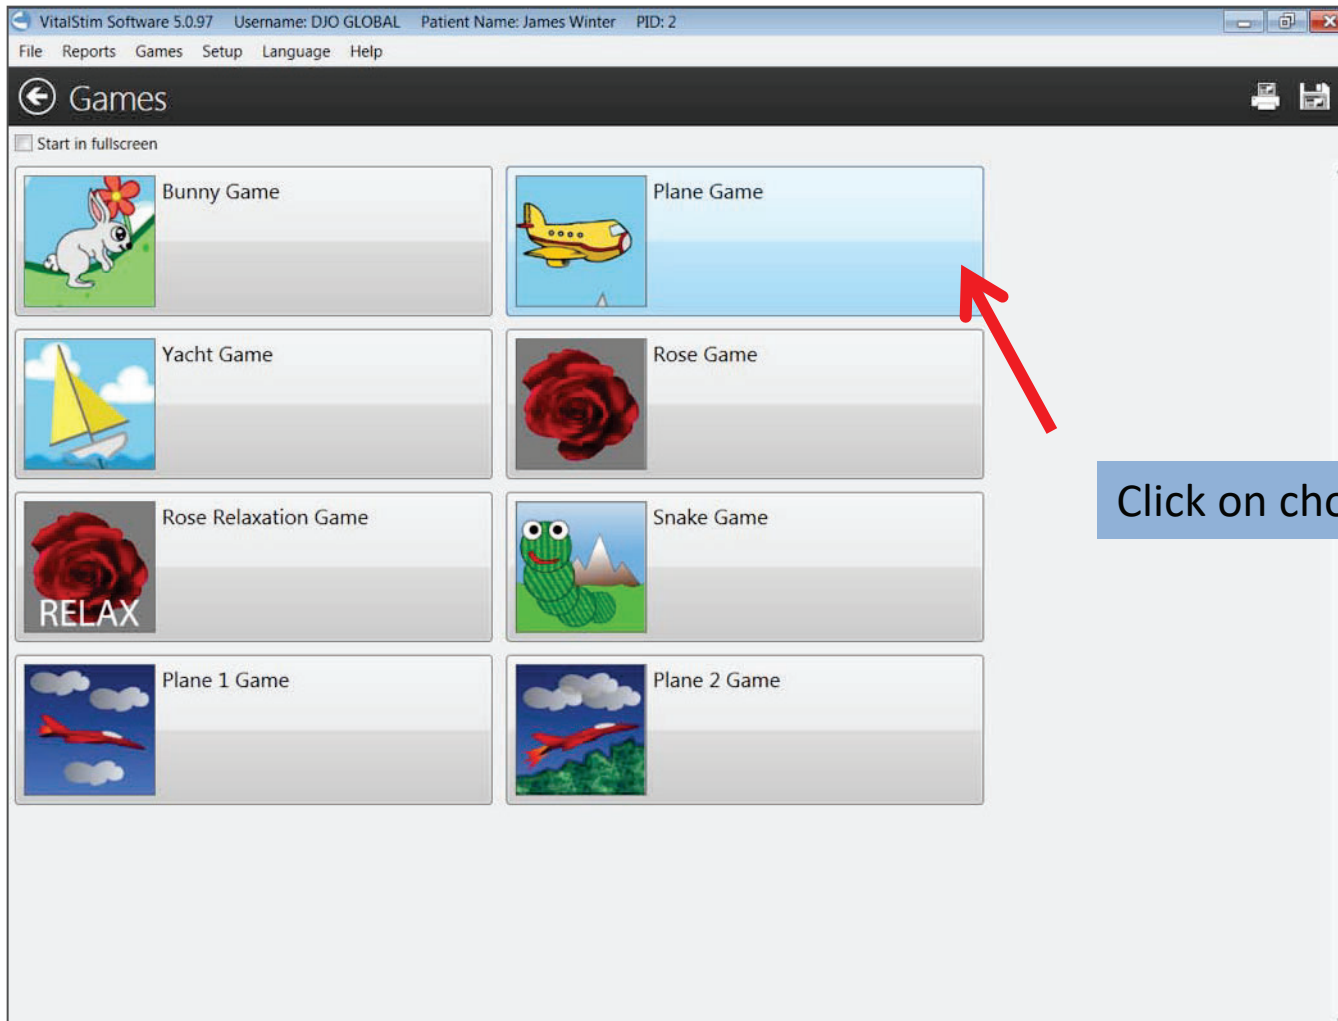 VitalStim Software 5.0.97 Username: DJO GLOBAL Patient Name: James Winter PID: 2
File Reports Games Setup Language Help
Games
Start in fullscreen
Bunny Game
Plane Game
Yacht Game
Rose Game
Rose Relaxation Game
RELAX
Snake Game
Plane 1 Game
Plane 2 Game
Click on